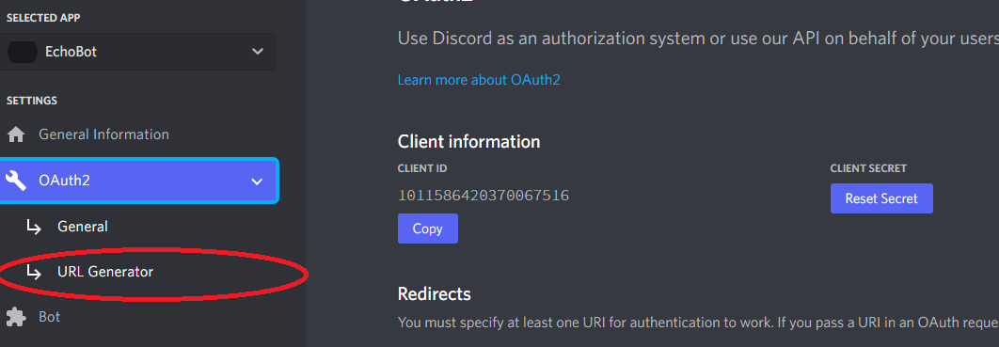 SELECTED APP
EchoBot
SETTINGS
General Information
OAuth2
General
URL Generator
Bot
OAuth2
Use Discord as an authorization system or use our API on behalf of your users
Learn more about OAuth2
Client information
CLIENT ID
1011586420370067516
Copy
CLIENT SECRET
Reset Secret
Redirects
You must specify at least one URI for authentication to work. If you pass a URI in an OAuth reque